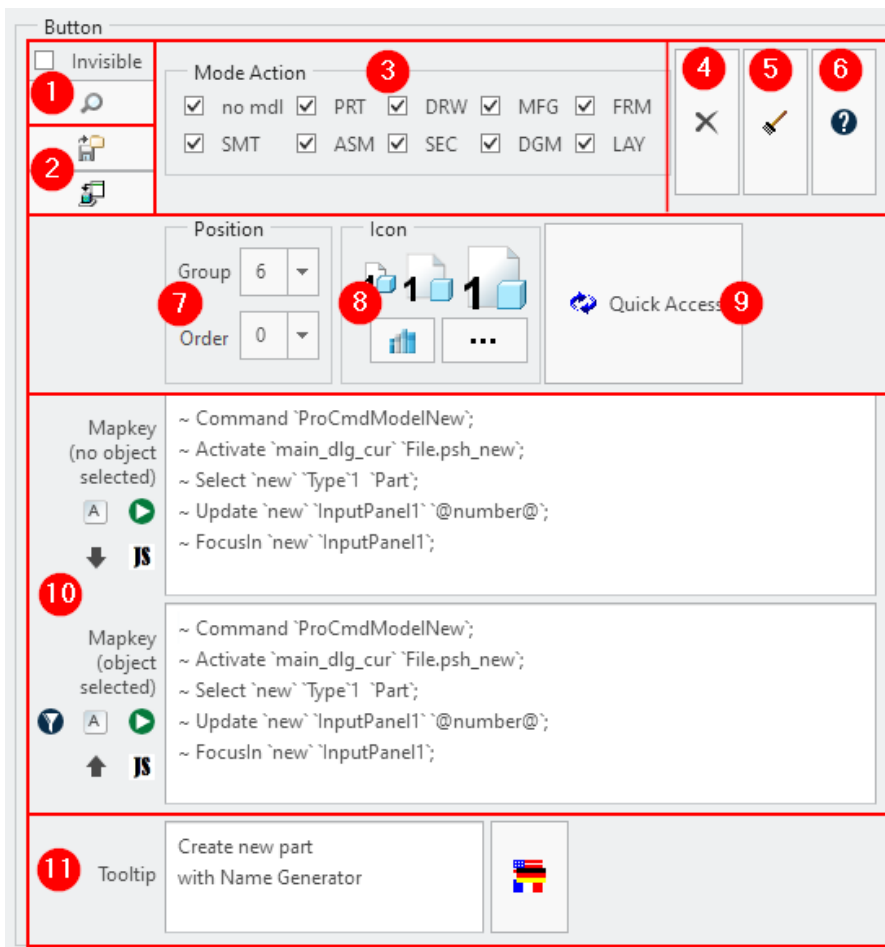 Button
Invisible
1
2
Mode Action
3
no mdl PRT DRW MFG FRM
SMT ASM SEC DGM LAY
4
5
6
?
Position
Group 6
7
Order 0
Icon
1 1 1
8
...
Quick Access
9
Mapkey
(no object
selected)
A
JS
~ Command `ProCmdModelNew`;
~ Activate `main_dlg_cur` `File.psh_new`;
~ Select `new` `Type`1 `Part`;
~ Update `new` `InputPanel1` `@number@`;
~ FocusIn `new` `InputPanel1`;
10
Mapkey
(object
selected)
A
JS
~ Command `ProCmdModelNew`;
~ Activate `main_dlg_cur` `File.psh_new`;
~ Select `new` `Type`1 `Part`;
~ Update `new` `InputPanel1` `@number@`;
~ FocusIn `new` `InputPanel1`;
11
Tooltip
Create new part
with Name Generator